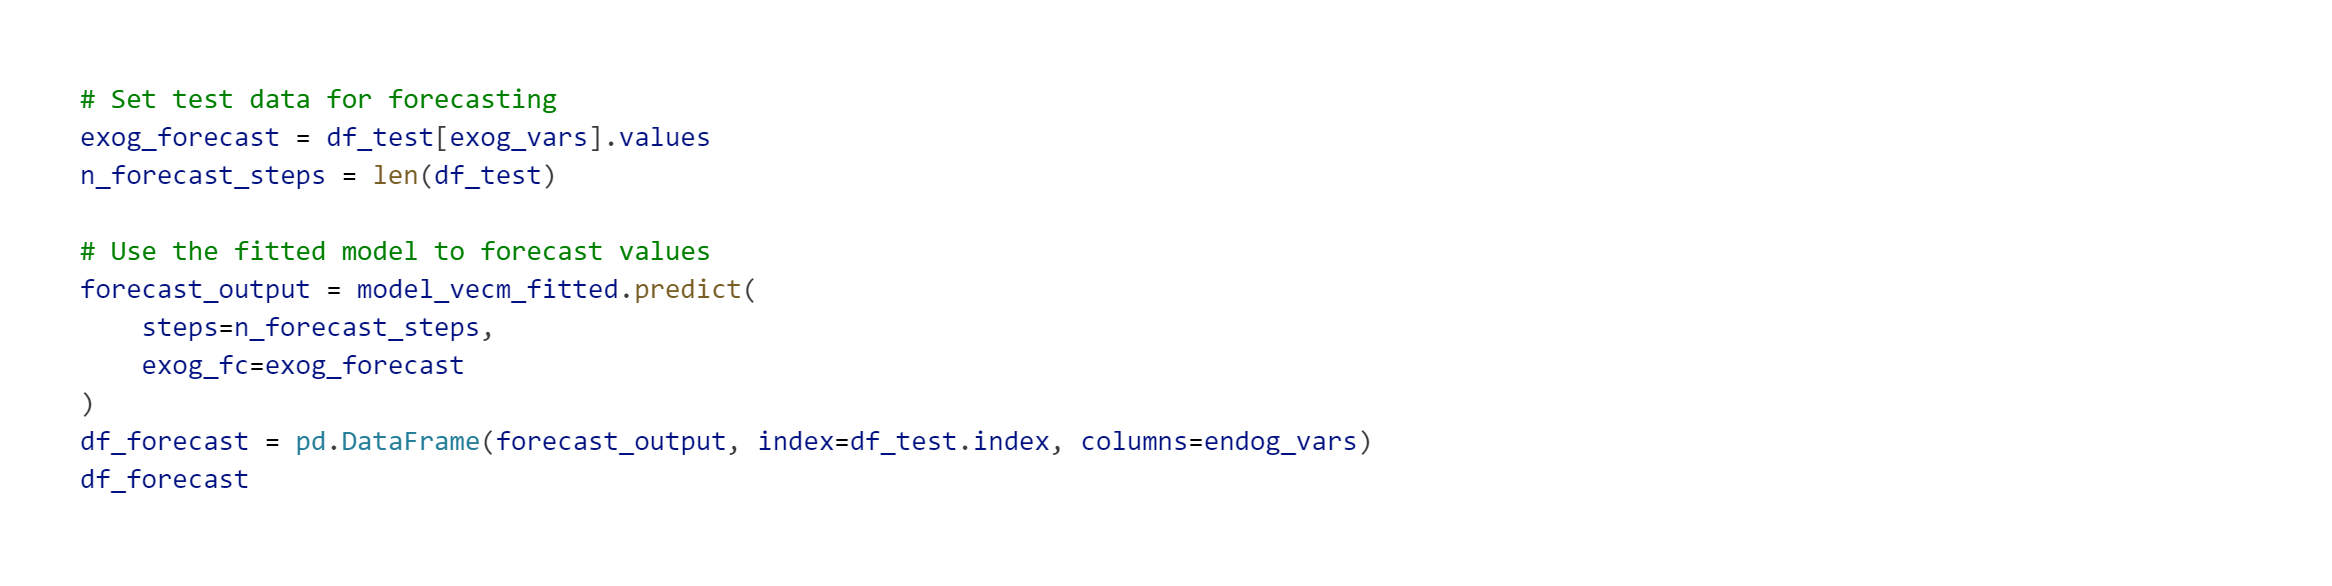 # Set test data for forecasting
exog_forecast = df_test[exog_vars].values
n_forecast_steps = len(df_test)

# Use the fitted model to forecast values
forecast_output = model_vecm_fitted.predict(
    steps=n_forecast_steps,
    exog_fc=exog_forecast
)
df_forecast = pd.DataFrame(forecast_output, index=df_test.index, columns=endog_vars)
df_forecast